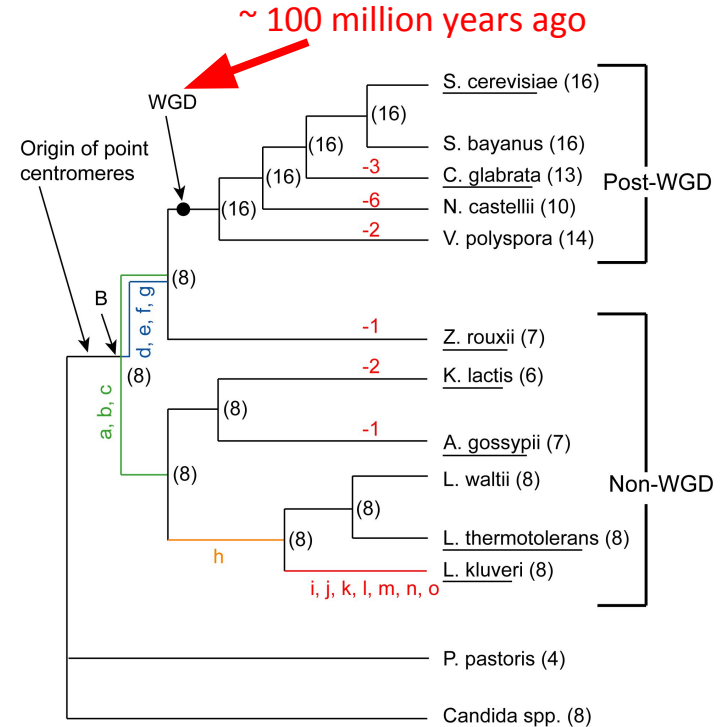 ~ 100 million years ago
WGD
Origin of point
centromeres
B
S. cerevisiae (16)
(16)
S. bayanus (16)
(16)
-3
C. glabrata (13)
(16)
-6
N. castellii (10)
(16)
-2
V. polyspora (14)
Post-WGD
(8)
d, e, f, g
-1
Z. rouxii (7)
(8)
a, b, c
-2
K. lactis (6)
(8)
-1
A. gossypii (7)
(8)
L. waltii (8)
(8)
Non-WGD
h
(8)
L. thermotolerans (8)
L. kluveri (8)
i, j, k, l, m, n, o
P. pastoris (4)
Candida spp. (8)